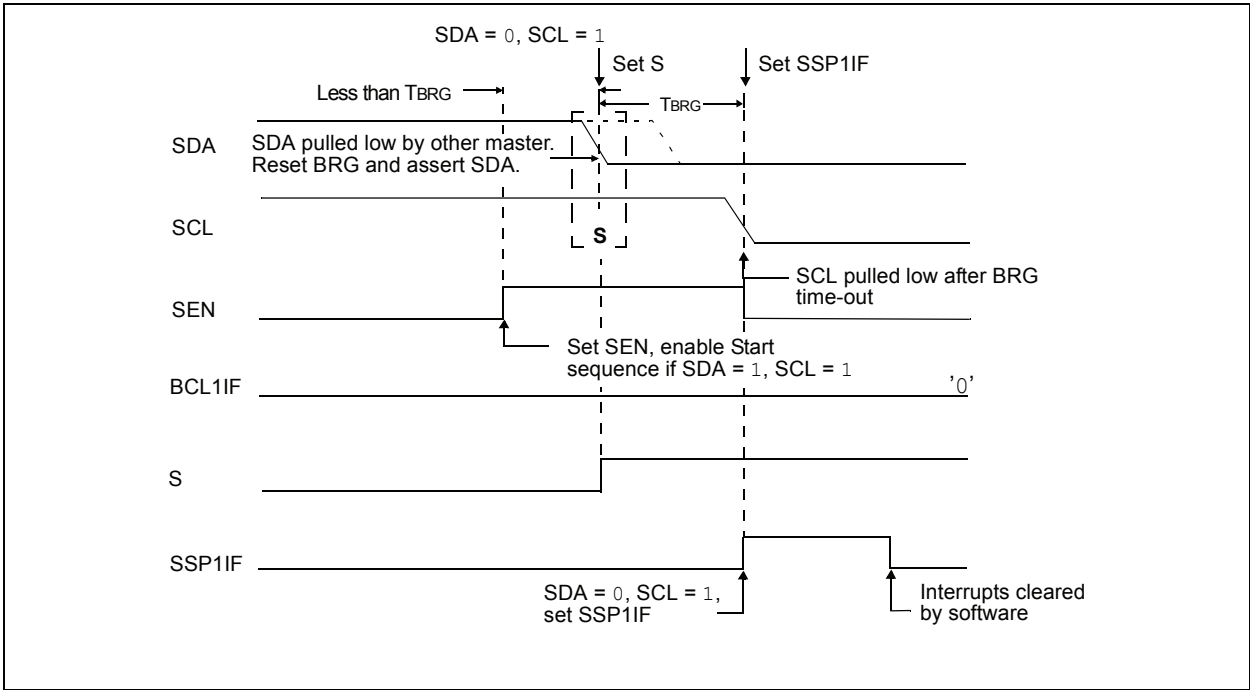 SDA = 0, SCL = 1
Set S
Set SSP1IF
Less than TBRG
TBRG
SDA
SDA pulled low by other master.
Reset BRG and assert SDA.
SCL
S
SCL pulled low after BRG
time-out
SEN
Set SEN, enable Start
sequence if SDA = 1, SCL = 1
BCL1IF
'0'
S
SSP1IF
SDA = 0, SCL = 1,
set SSP1IF
Interrupts cleared
by software